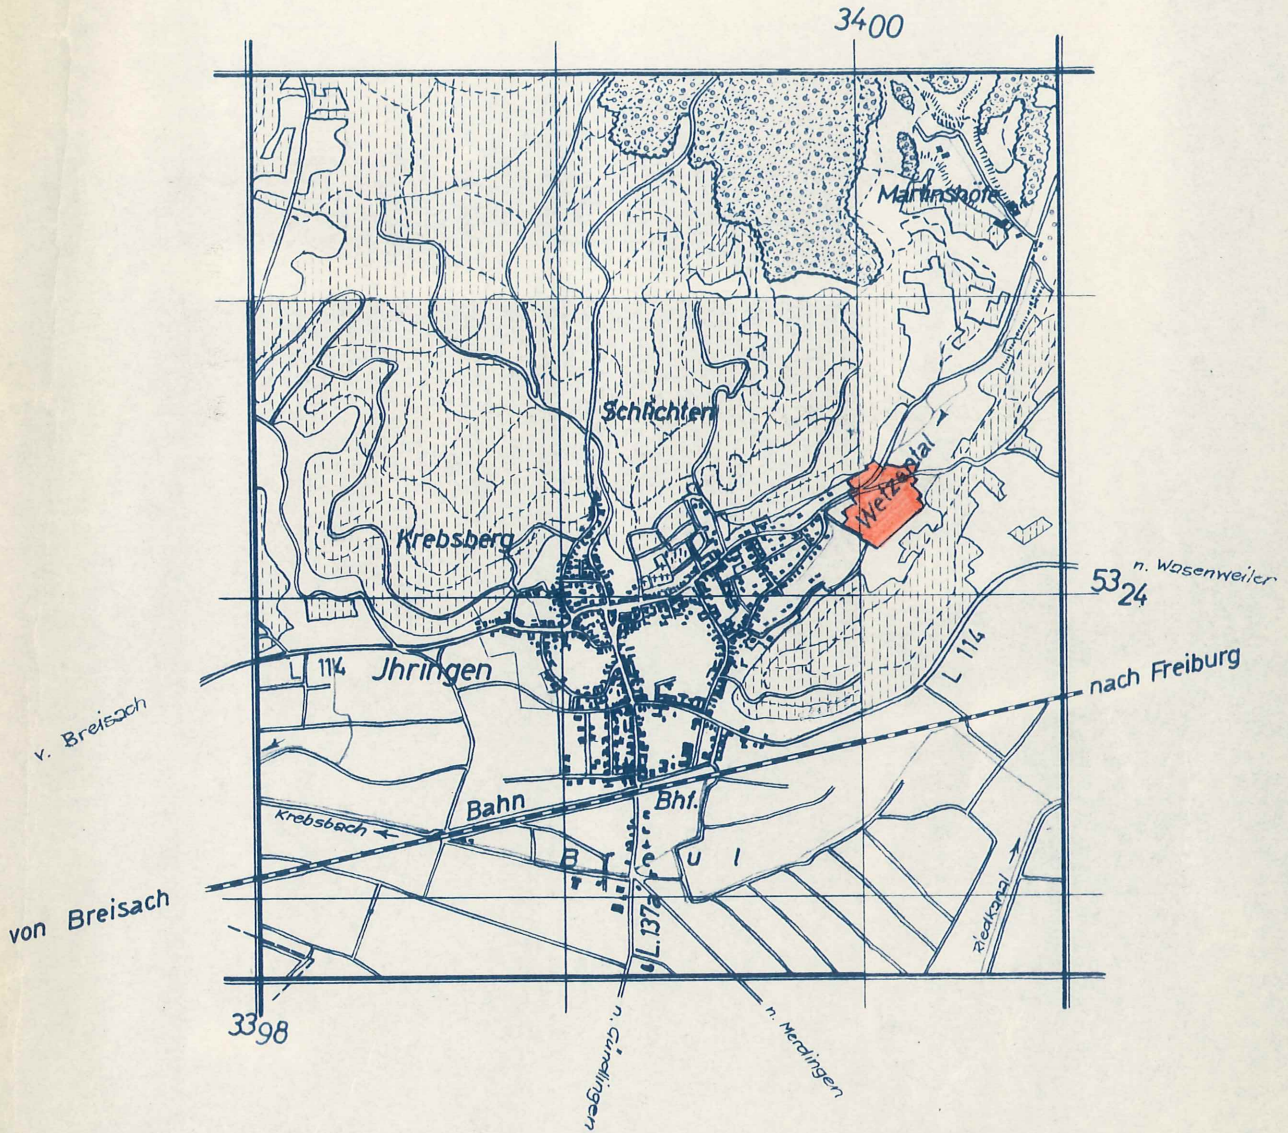 3400
Martinshöfe
Schlichten
Wetzental
Krebsberg
n. Wasenweiler
5324
L 114
Jhringen
L 114
nach Freiburg
v. Breisach
Bahn
Bhf.
Krebsbach
B r e u l
von Breisach
L.137a
Riedkanal
3398
n. Gündlingen
n. Merdingen